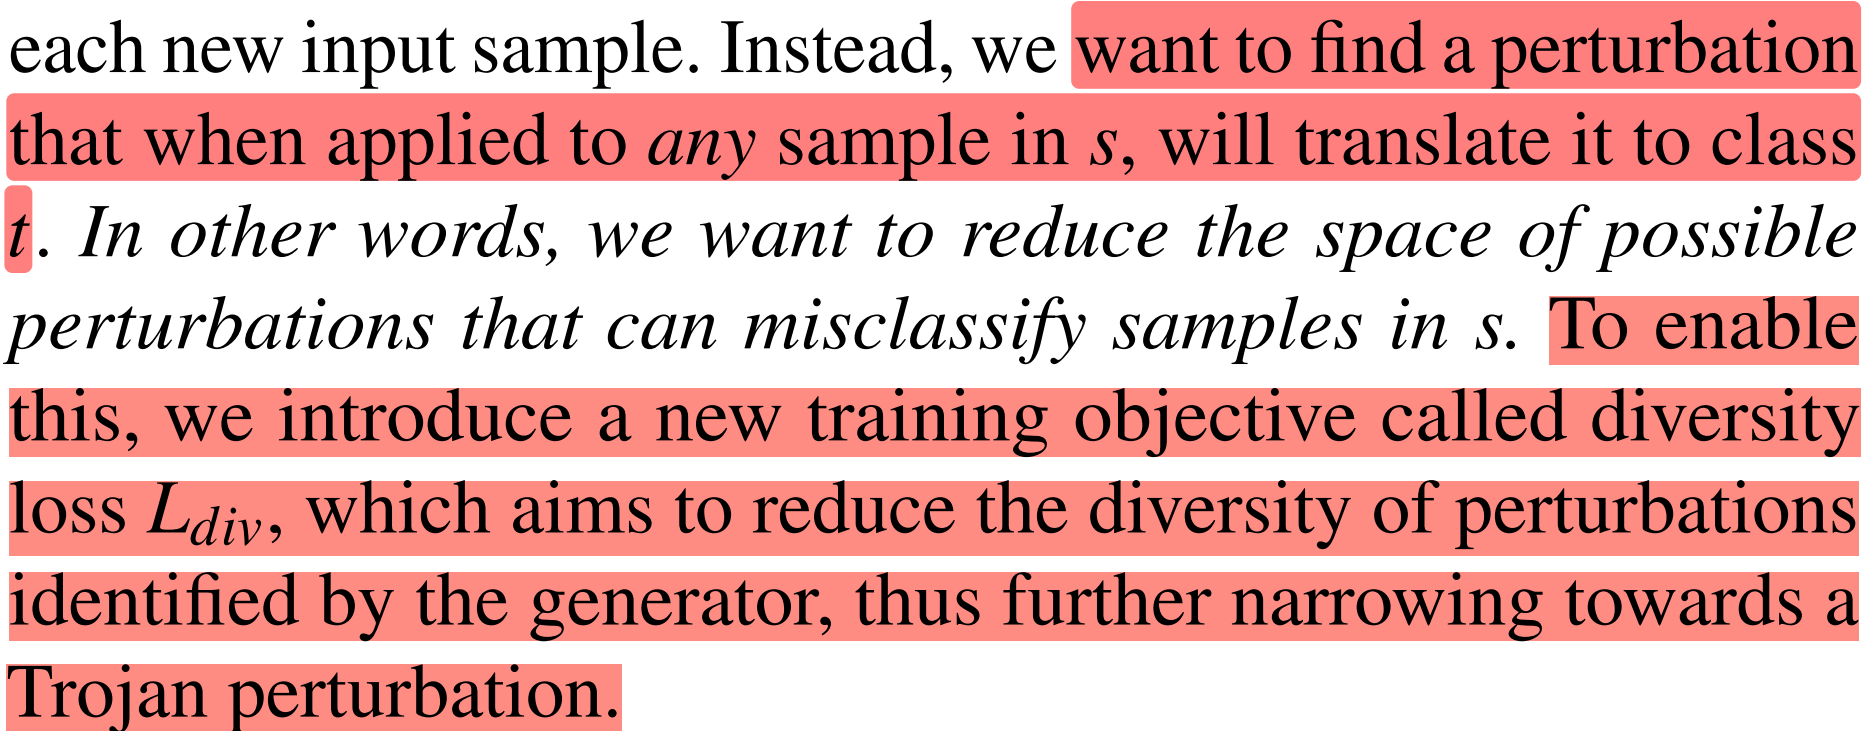 each new input sample. Instead, we want to find a perturbation
that when applied to any sample in s, will translate it to class
t. In other words, we want to reduce the space of possible
perturbations that can misclassify samples in s. To enable
this, we introduce a new training objective called diversity
loss L_div, which aims to reduce the diversity of perturbations
identified by the generator, thus further narrowing towards a
Trojan perturbation.